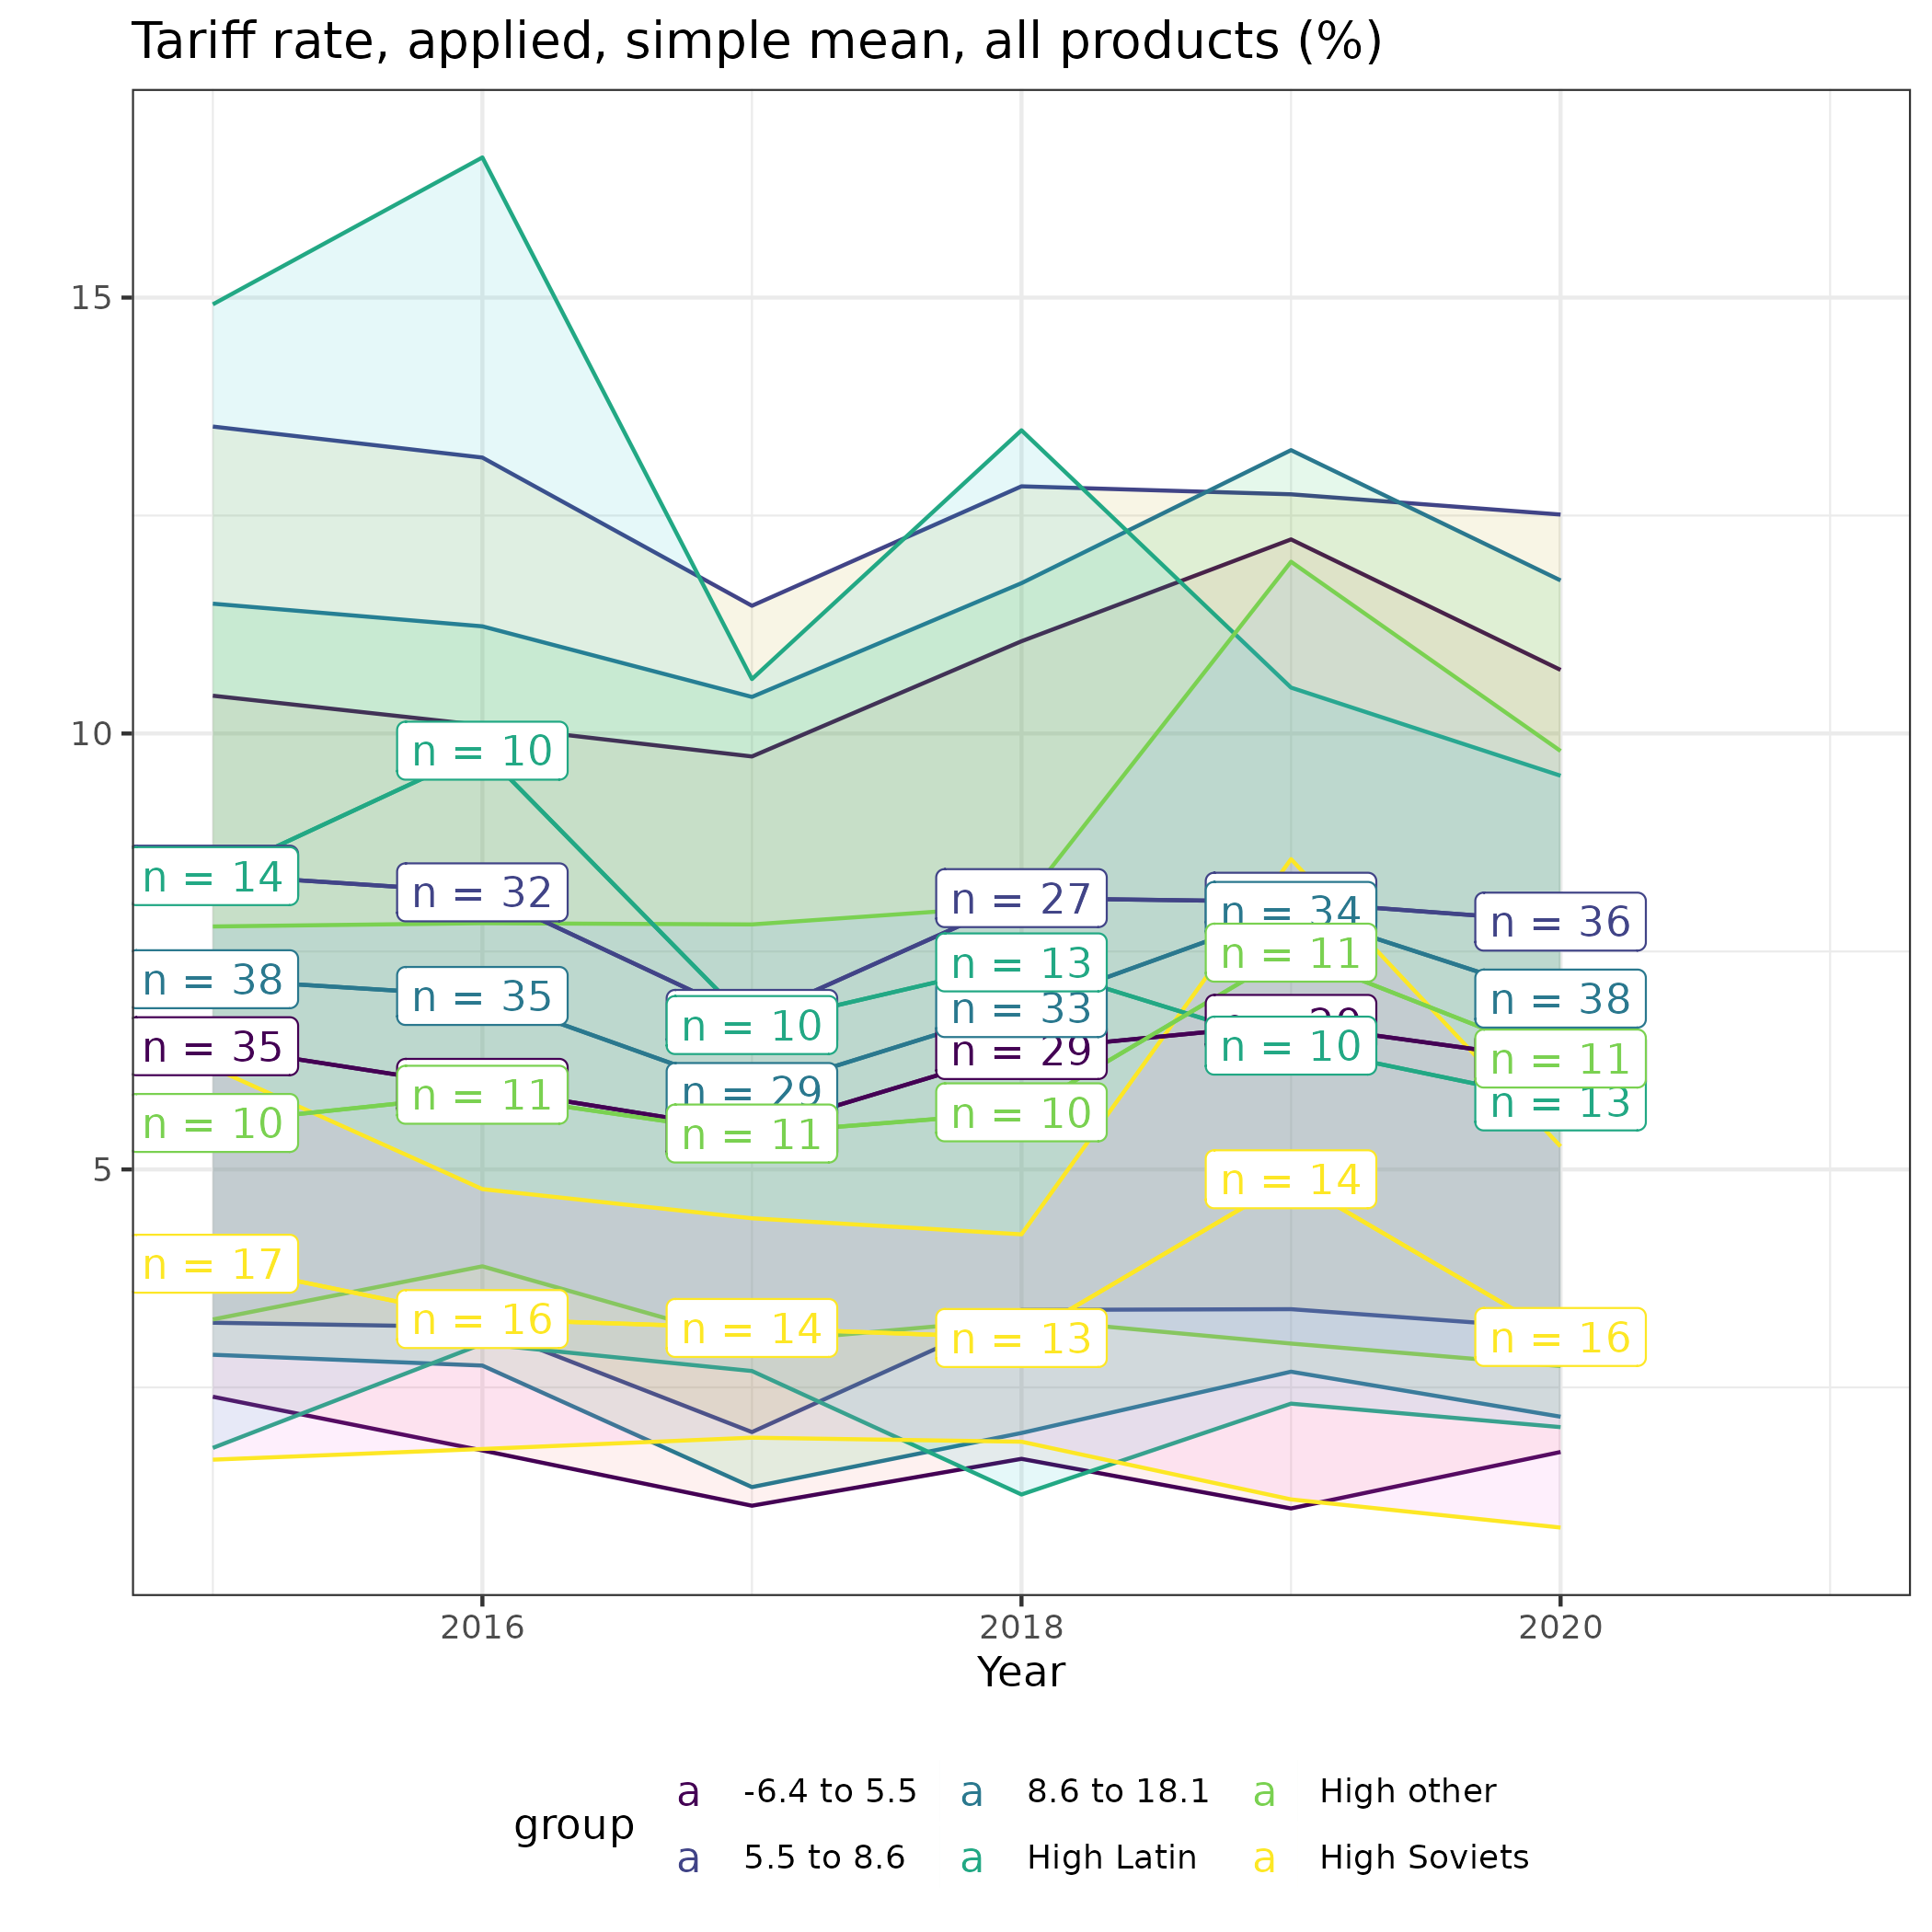 Tariff rate, applied, simple mean, all products (%)
15
10
5
n = 10
n = 14
n = 32
n = 27
n = 34
n = 36
n = 38
n = 35
n = 13
n = 11
n = 38
n = 35
n = 10
n = 33
n = 29
n = 10
n = 11
n = 10
n = 11
n = 29
n = 11
n = 10
n = 13
n = 17
n = 16
n = 14
n = 13
n = 14
n = 16
2016
2018
2020
Year
group
a -6.4 to 5.5
a 8.6 to 18.1
a High other
a 5.5 to 8.6
a High Latin
a High Soviets